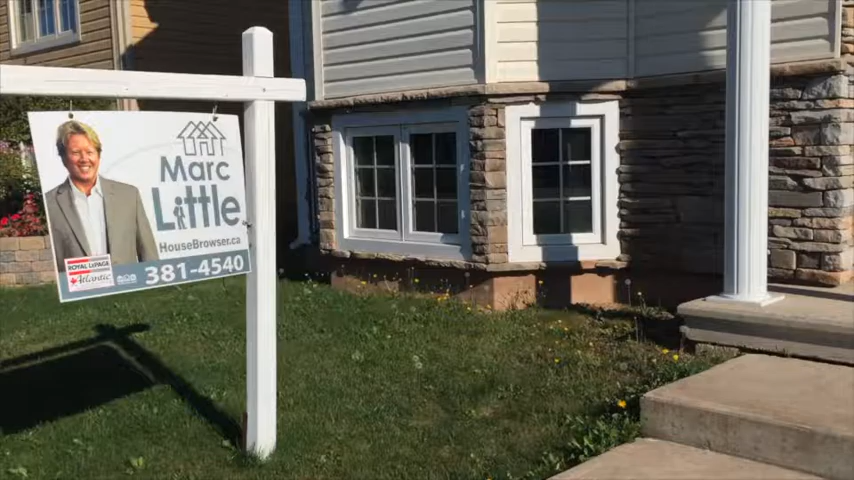 Marc
Little
HouseBrowser.ca
ROYAL LEPAGE
Atlantic
381-4540